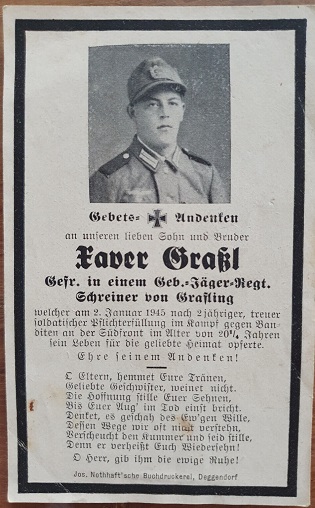 Gebets= Andenken
an unseren lieben Sohn und Bruder
Xaver Graßl
Gefr. in einem Geb.=Jäger=Regt.
Schreiner von Grafling
welcher am 2. Januar 1945 nach 2jähriger, treuer
soldatischer Pflichterfüllung im Kampf gegen Ban-
diten an der Südfront im Alter von 20¾ Jahren
sein Leben für die geliebte Heimat opferte.
Ehre seinem Andenken!
O Eltern, hemmet Eure Tränen,
Geliebte Geschwister, weinet nicht.
Die Hoffnung stille Euer Sehnen,
Bis Euer Aug' im Tod einst bricht.
Denket, es geschch des Ew'gen Wille,
Dessen Wege wir oft nicht verstehn,
Verscheucht den Kummer und seid stille,
Denn er verheißt Euch Wiedersehn!
O Herr, gib ihm die ewige Ruhe!
Jos. Nothhaft'sche Buchdruckerei, Deggendorf